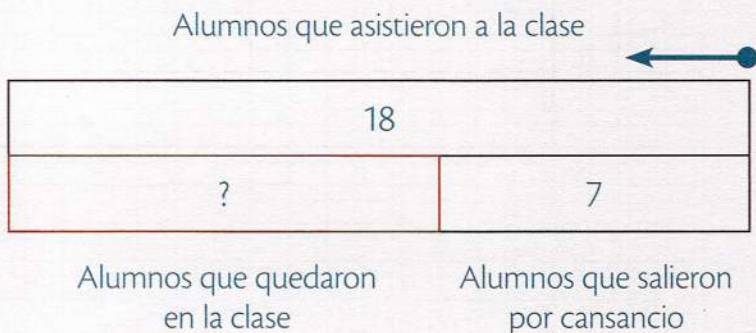 Alumnos que asistieron a la clase
18
? 7
Alumnos que quedaron
en la clase
Alumnos que salieron
por cansancio